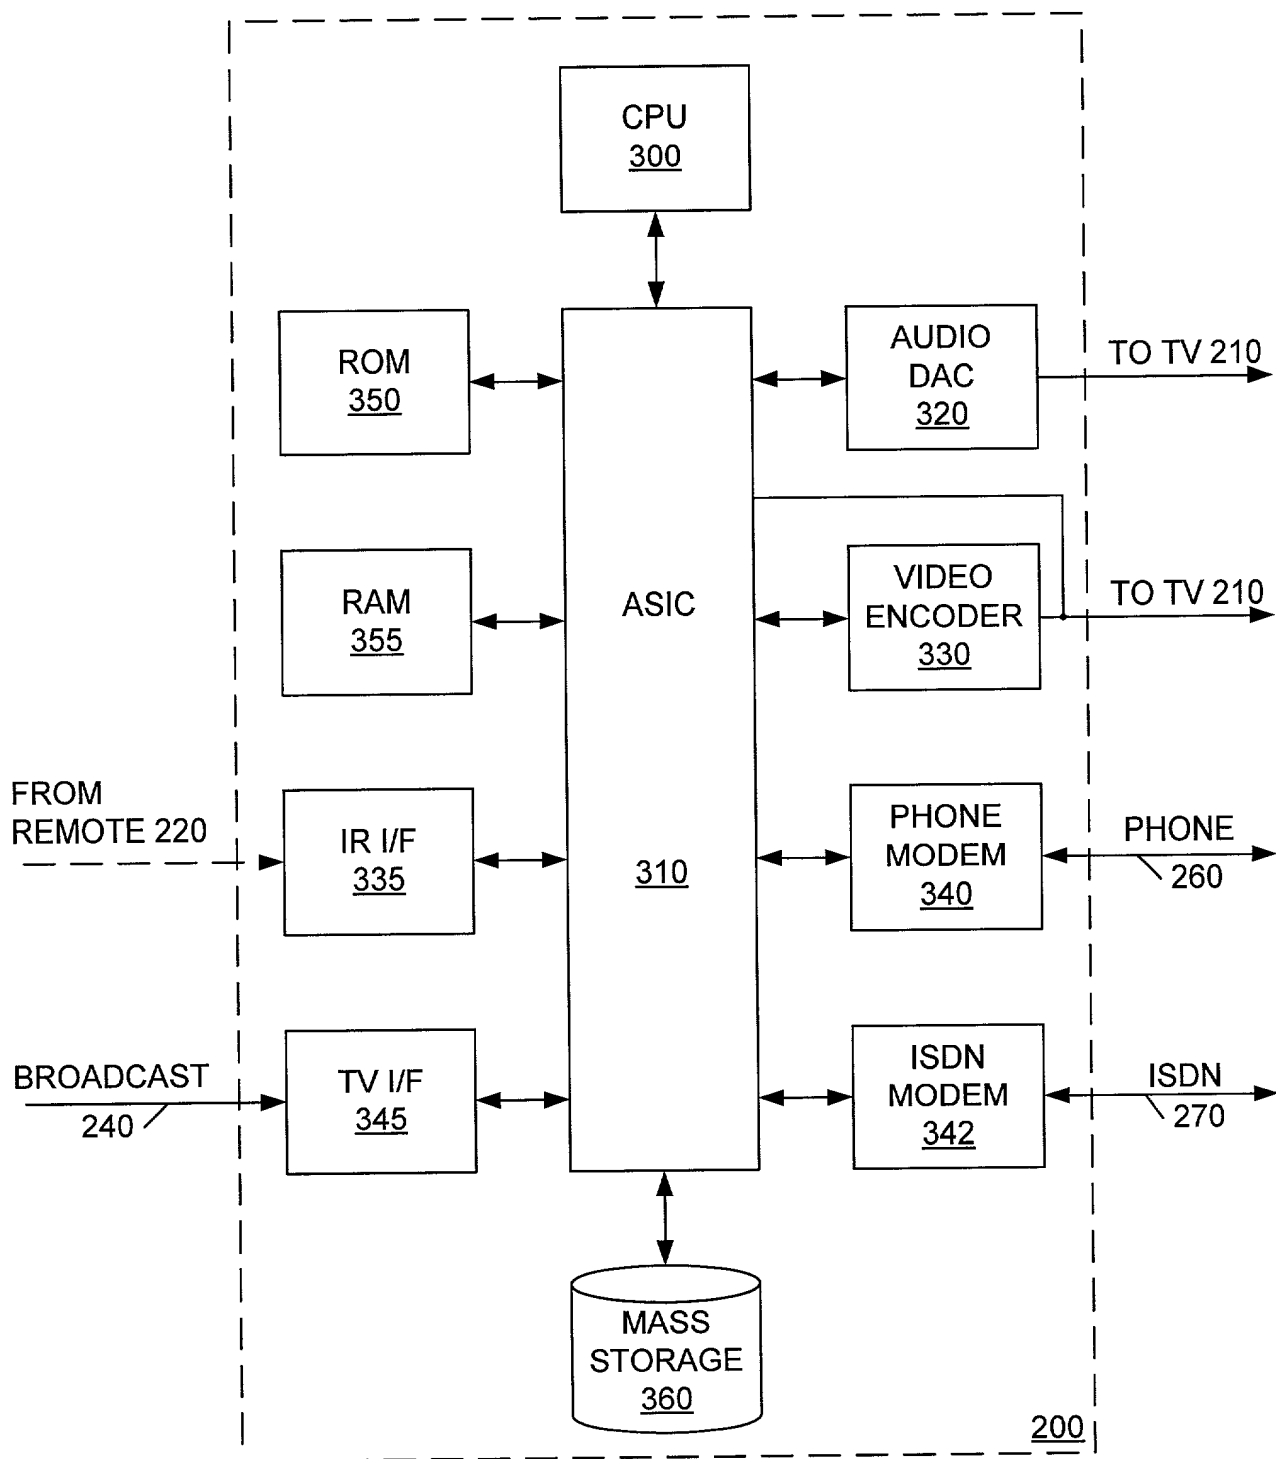 CPU
300
ROM
350
AUDIO
DAC
320
TO TV 210
RAM
355
ASIC
310
VIDEO
ENCODER
330
TO TV 210
FROM
REMOTE 220
IR I/F
335
PHONE
MODEM
340
PHONE
260
BROADCAST
240
TV I/F
345
ISDN
MODEM
342
ISDN
270
MASS
STORAGE
360
200